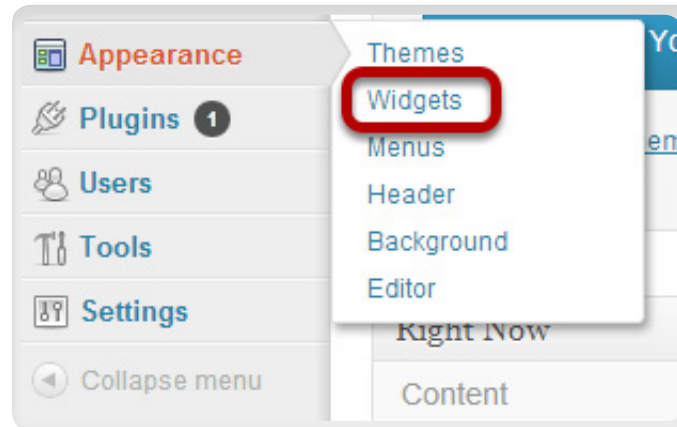 Appearance
Plugins 1
Users
Tools
Settings
Collapse menu
Themes
Widgets
Menus
Header
Background
Editor
Right Now
Content